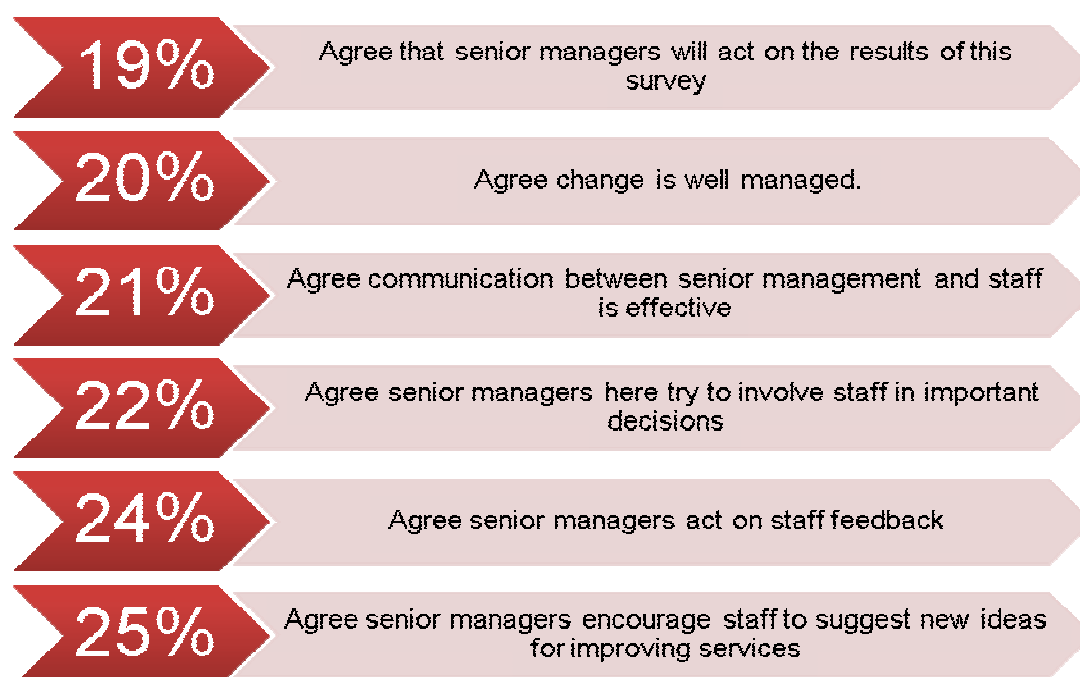 19%
Agree that senior managers will act on the results of this
survey
20%
Agree change is well managed.
21%
Agree communication between senior management and staff
is effective
22%
Agree senior managers here try to involve staff in important
decisions
24%
Agree senior managers act on staff feedback
25%
Agree senior managers encourage staff to suggest new ideas
for improving services